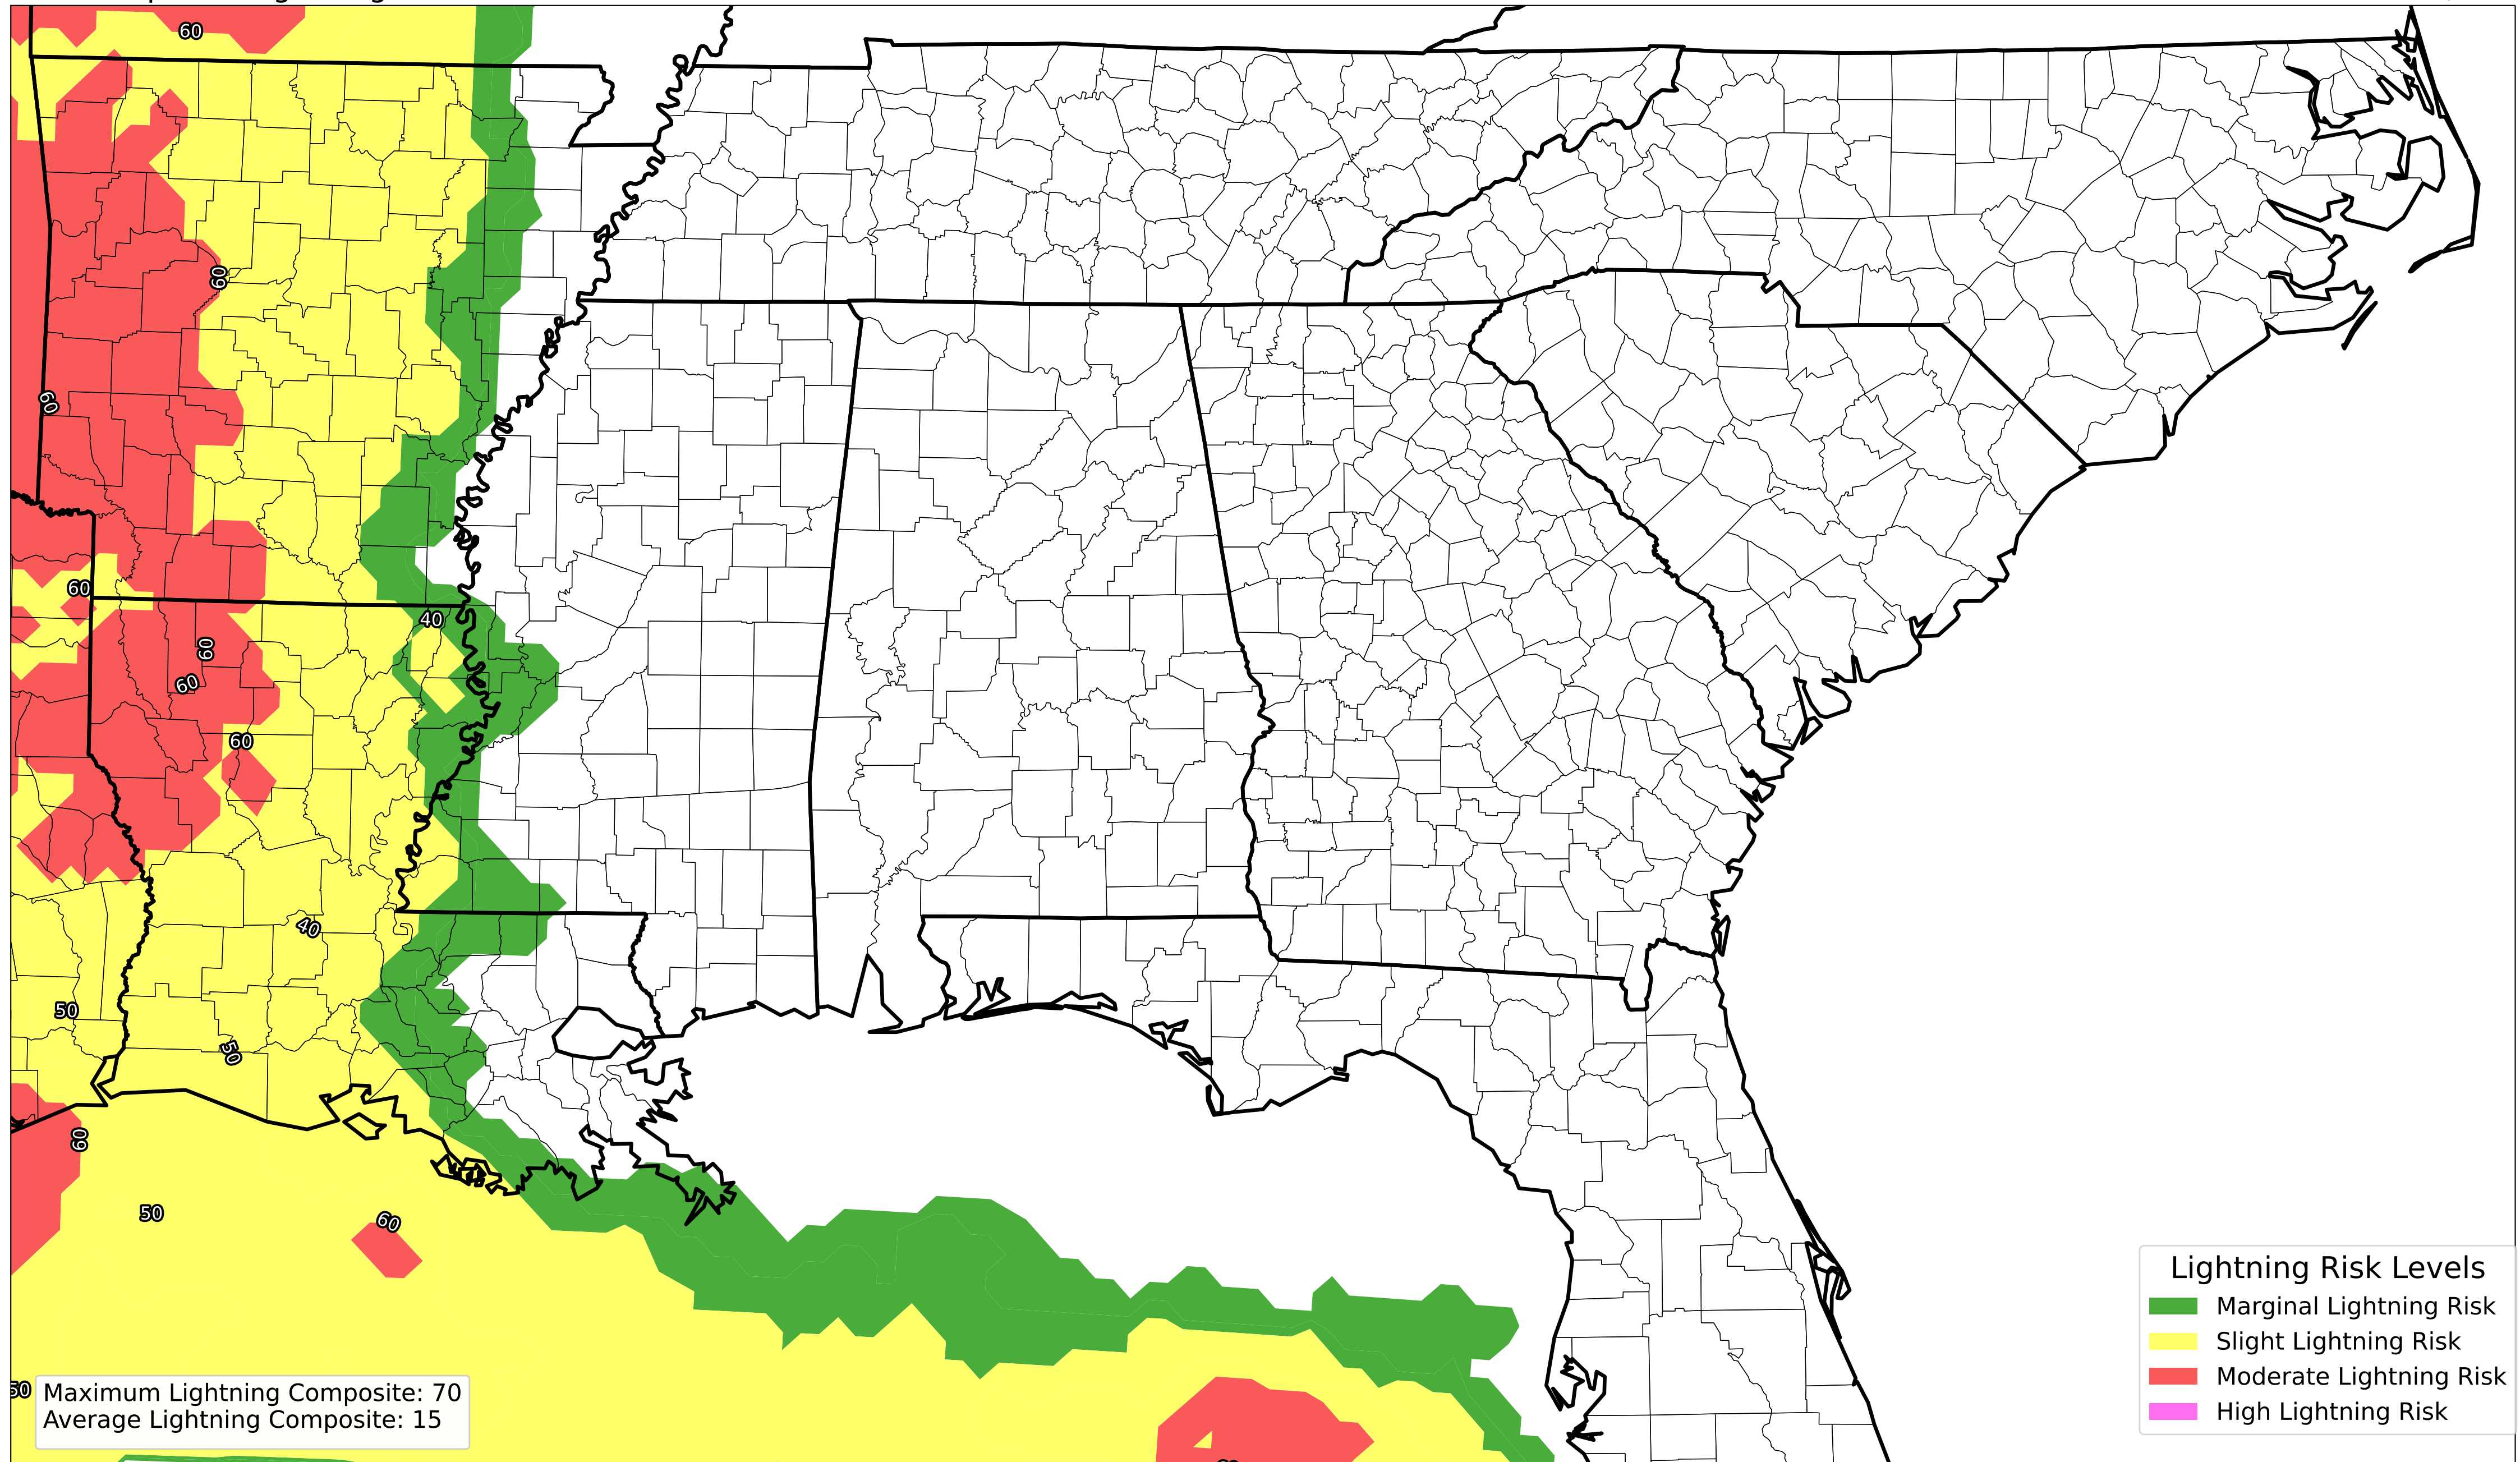 60
60
60
60
60
60
60
40
40
50
50
60
50
60
50
Maximum Lightning Composite: 70
Average Lightning Composite: 15
Lightning Risk Levels
Marginal Lightning Risk
Slight Lightning Risk
Moderate Lightning Risk
High Lightning Risk